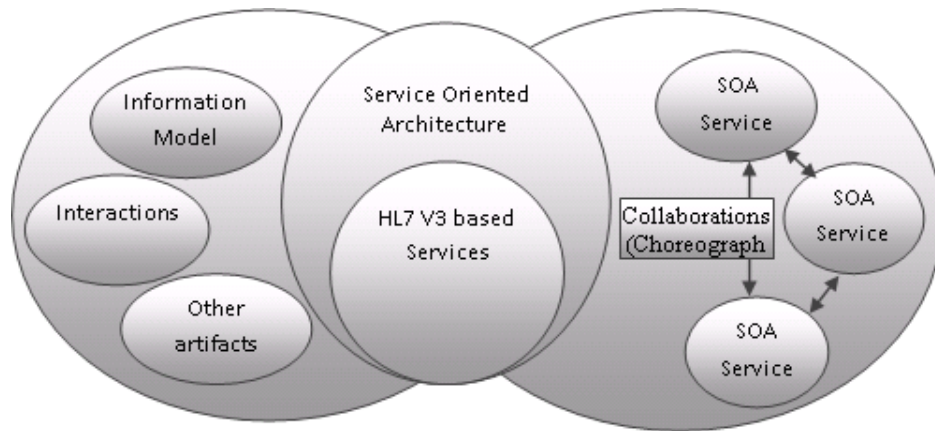 Information
Model
Interactions
Other
artifacts
Service Oriented
Architecture
HL7 V3 based
Services
SOA
Service
Collaborations
(Choreograph
SOA
Service
SOA
Service